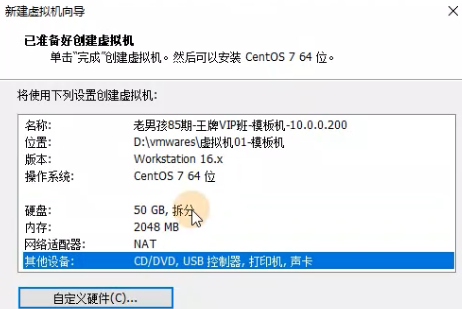 新建虚拟机向导
已准备好创建虚拟机
单击"完成"创建虚拟机。然后可以安装 CentOS 7 64 位。
将使用下列设置创建虚拟机:
名称: 老男孩85期-王牌VIP班-模板机-10.0.0.200
位置: D:\vmwares\虚拟机01-模板机
版本: Workstation 16.x
操作系统: CentOS 7 64 位
硬盘: 50 GB, 拆分
内存: 2048 MB
网络适配器: NAT
其他设备: CD/DVD, USB 控制器, 打印机, 声卡
自定义硬件(C)...